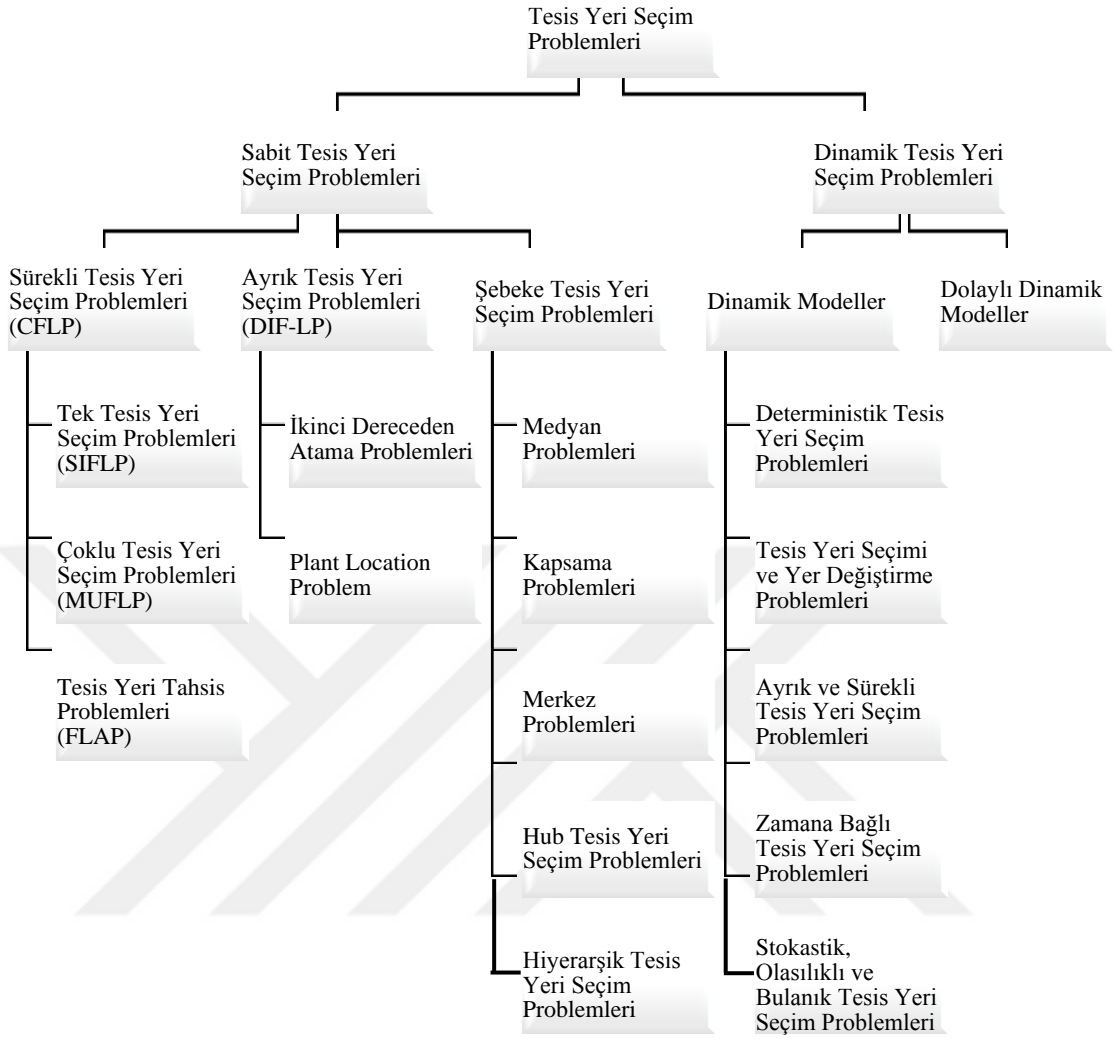 Tesis Yeri Seçim
Problemleri
Sabit Tesis Yeri
Seçim Problemleri
Dinamik Tesis Yeri
Seçim Problemleri
Sürekli Tesis Yeri
Seçim Problemleri
(CFLP)
Ayrık Tesis Yeri
Seçim Problemleri
(DIF-LP)
Şebeke Tesis Yeri
Seçim Problemleri
Dinamik Modeller
Dolaylı Dinamik
Modeller
Tek Tesis Yeri
Seçim Problemleri
(SIFLP)
Çoklu Tesis Yeri
Seçim Problemleri
(MUFLP)
Tesis Yeri Tahsis
Problemleri
(FLAP)
İkinci Dereceden
Atama Problemleri
Plant Location
Problem
Medyan
Problemleri
Kapsama
Problemleri
Merkez
Problemleri
Hub Tesis Yeri
Seçim Problemleri
Hiyerarşik Tesis
Yeri Seçim
Problemleri
Deterministik Tesis
Yeri Seçim
Problemleri
Tesis Yeri Seçimi
ve Yer Değiştirme
Problemleri
Ayrık ve Sürekli
Tesis Yeri Seçim
Problemleri
Zamana Bağlı
Tesis Yeri Seçim
Problemleri
Stokastik,
Olasılıklı ve
Bulanık Tesis Yeri
Seçim Problemleri